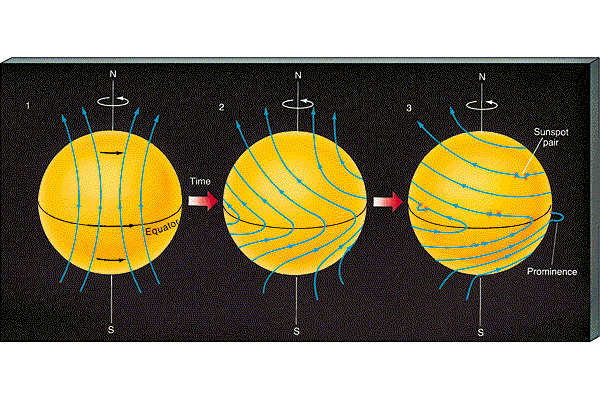 N
1
Equator
S
Time
N
2
S
N
3
Sunspot
pair
Prominence
S